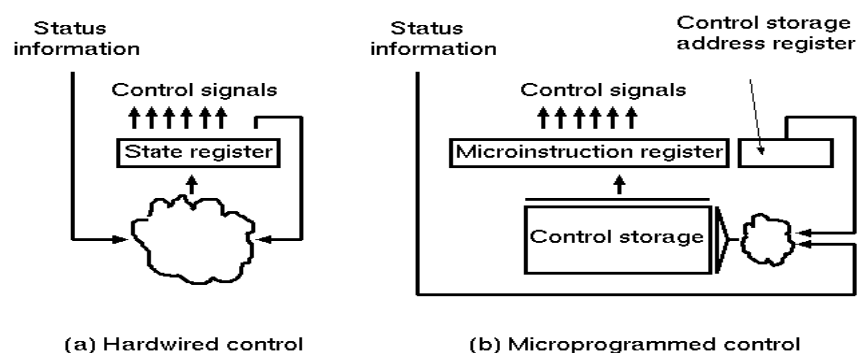 Status
information
Control signals
State register
(a) Hardwired control
Status
information
Control storage
address register
Control signals
Microinstruction register
Control storage
(b) Microprogrammed control